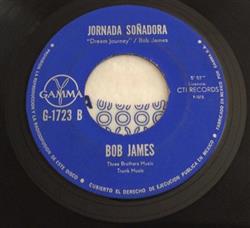 JORNADA SOÑADORA
"Dream Journey" / Bob James
GAMMA
G-1723 B
CTI RECORDS
BOB JAMES
Three Brothers Music
Trunk Music
CUBIERTO EL DERECHO DE EJECUCION PUBLICA EN MEXICO